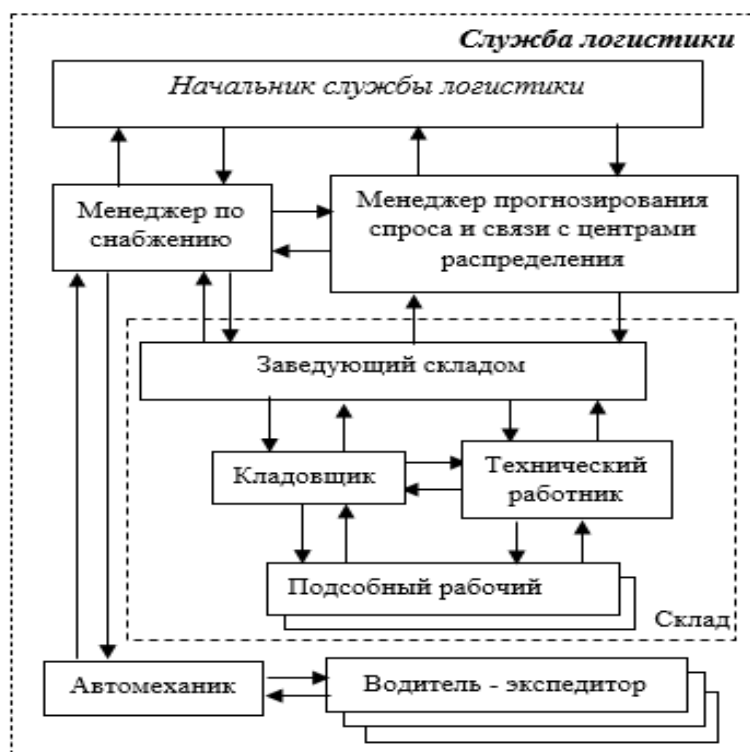 Служба логистики
Начальник службы логистики
Менеджер по
снабжению
Менеджер прогнозирования
спроса и связи с центрами
распределения
Заведующий складом
Кладовщик
Технический
работник
Подсобный рабочий
Склад
Автомеханик
Водитель - экспедитор